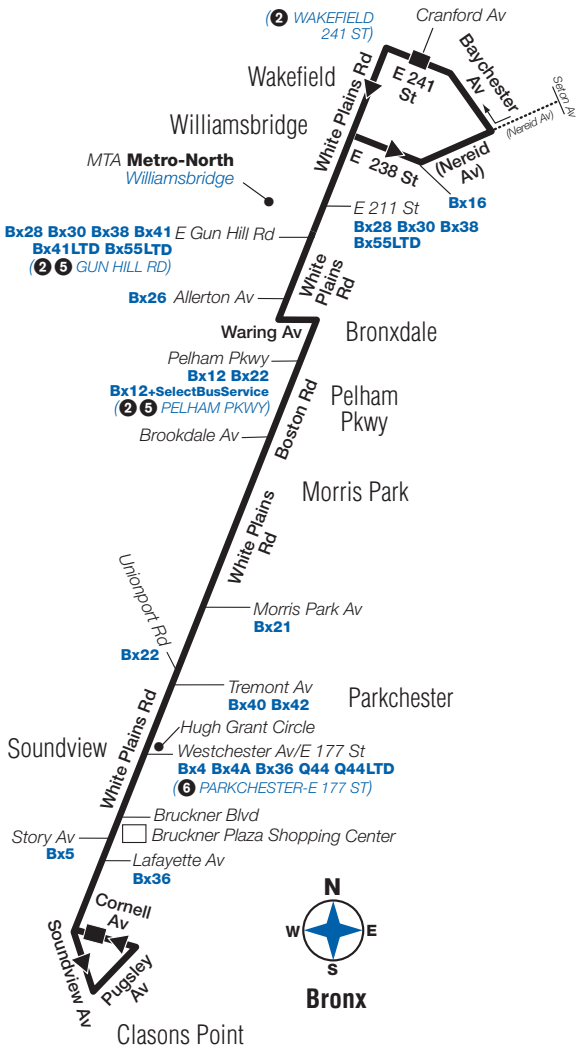 (2 WAKEFIELD
241 ST)
Cranford Av
Wakefield
E 241
St
Baychester
Av
Seton Av
(Nereid Av)
White Plains Rd
Williamsbridge
E 238 St
(Nereid
Av)
MTA Metro-North
Williamsbridge
Bx16
E 211 St
Bx28 Bx30 Bx38
Bx55LTD
Bx28 Bx30 Bx38 Bx41
Bx41LTD Bx55LTD
(2 5 GUN HILL RD)
E Gun Hill Rd
White
Plains
Rd
Bx26 Allerton Av
Waring Av
Bronxdale
Pelham Pkwy
Bx12 Bx22
Bx12+SelectBusService
(2 5 PELHAM PKWY)
Boston Rd
Pelham
Pkwy
Brookdale Av
Morris Park
White Plains
Rd
Unionport Rd
Bx22
Morris Park Av
Bx21
Tremont Av
Bx40 Bx42
Parkchester
White Plains Rd
Hugh Grant Circle
Soundview
Westchester Av/E 177 St
Bx4 Bx4A Bx36 Q44 Q44LTD
(6 PARKCHESTER-E 177 ST)
Bruckner Blvd
Bruckner Plaza Shopping Center
Story Av
Bx5
Lafayette Av
Bx36
Cornell
Av
Soundview Av
Pugsley
Av
Clasons Point
N
W E
S
Bronx